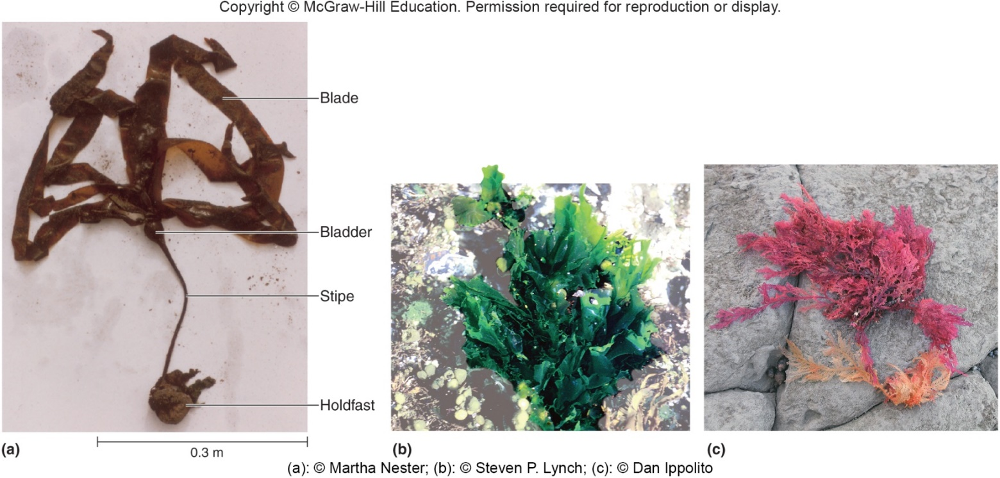 Copyright © McGraw-Hill Education. Permission required for reproduction or display.
Blade
Bladder
Stipe
Holdfast
0.3 m
(a)
(b)
(c)
(a): © Martha Nester; (b): © Steven P. Lynch; (c): © Dan Ippolito